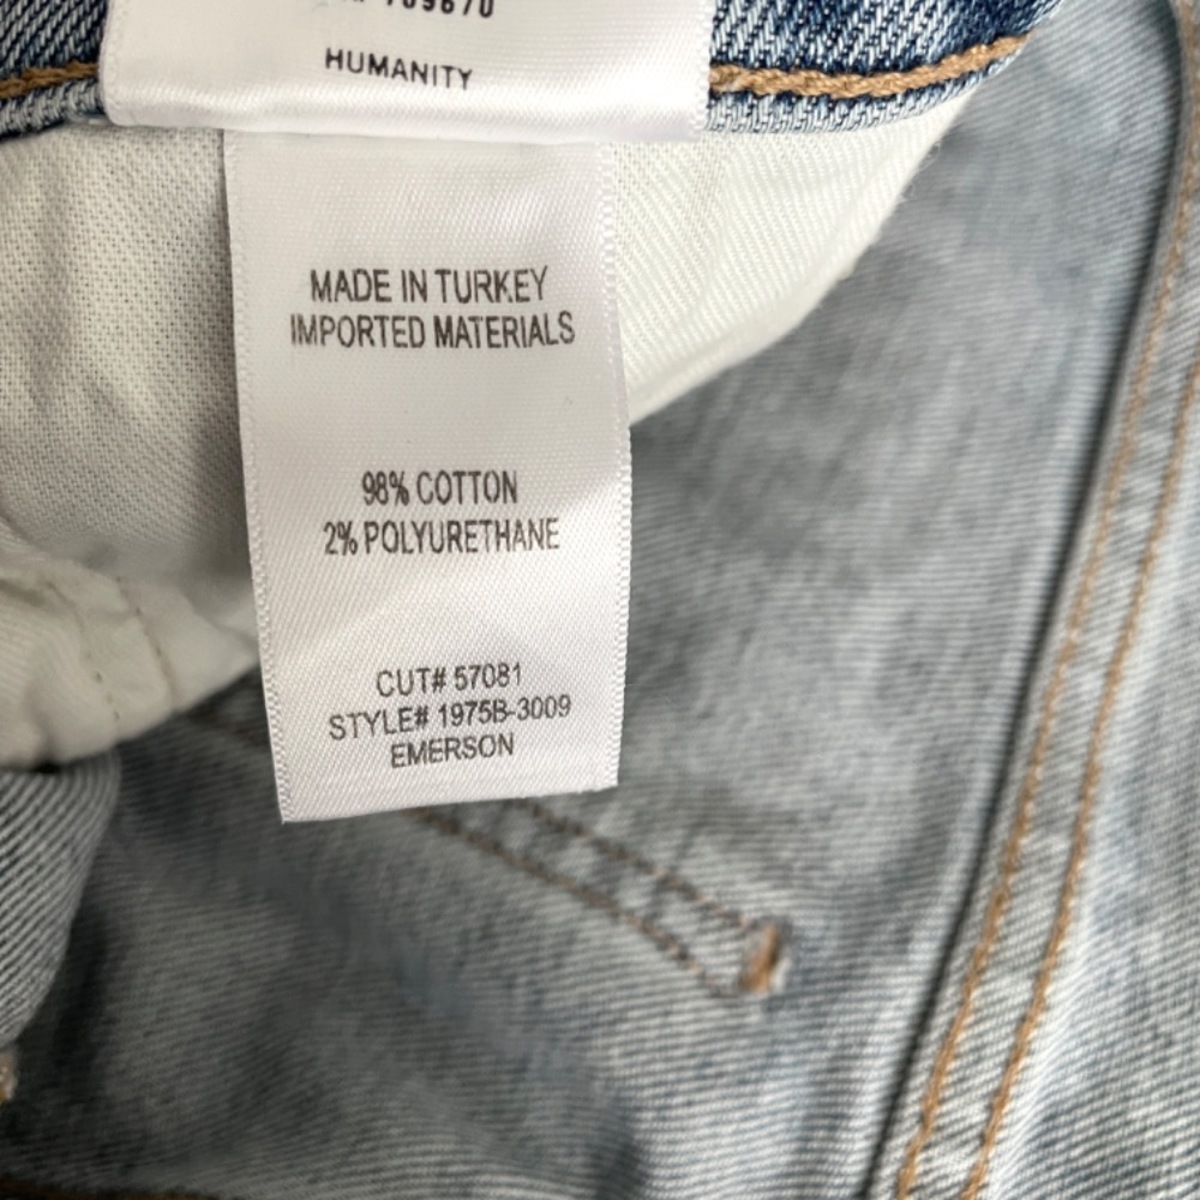 HUMANITY
MADE IN TURKEY
IMPORTED MATERIALS
98% COTTON
2% POLYURETHANE
CUT# 57081
STYLE# 1975B-3009
EMERSON